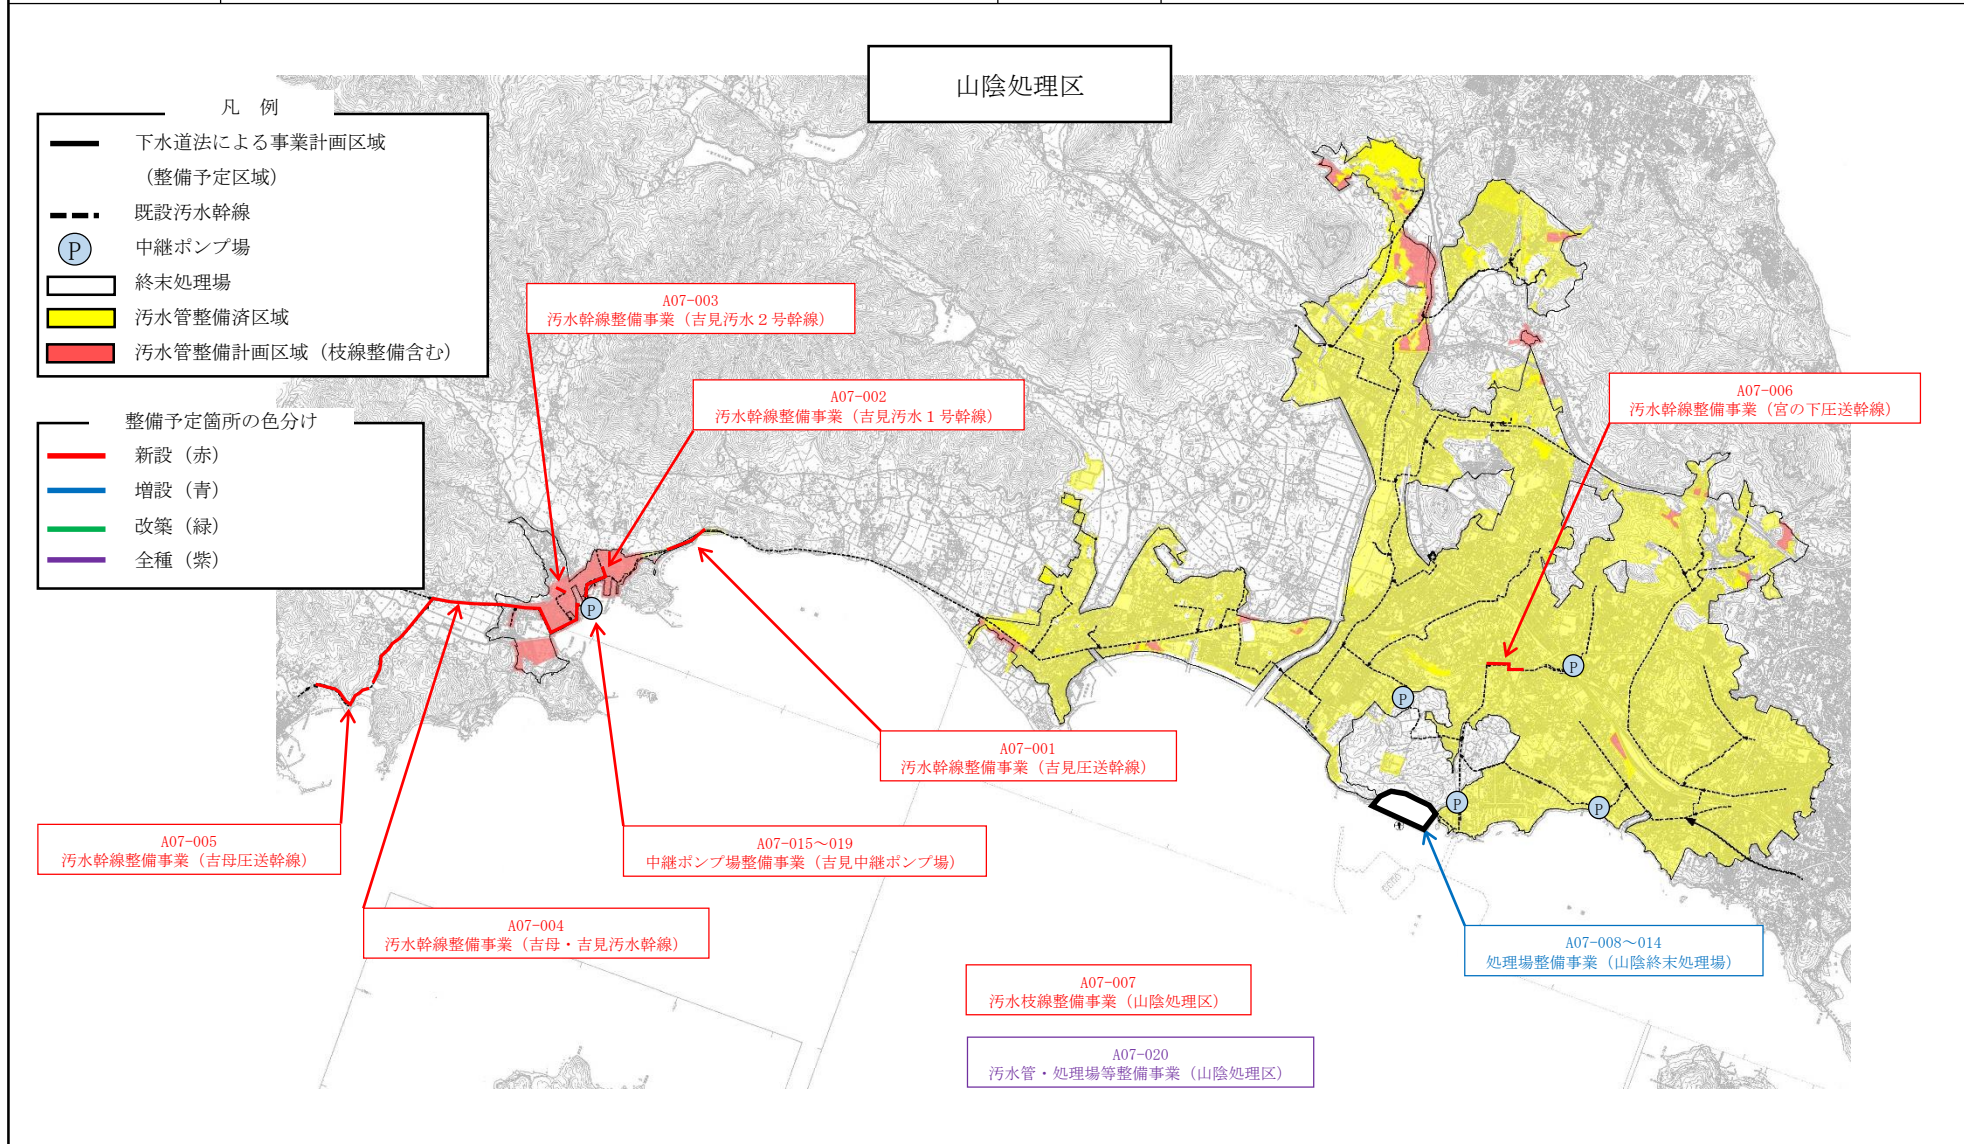 山陰処理区
凡　例
下水道法による事業計画区域
（整備予定区域）
既設汚水幹線
P
中継ポンプ場
終末処理場
汚水管整備済区域
汚水管整備計画区域（枝線整備含む）
整備予定箇所の色分け
新設（赤）
増設（青）
改築（緑）
全種（紫）
A07-003
汚水幹線整備事業（吉見汚水２号幹線）
A07-002
汚水幹線整備事業（吉見汚水１号幹線）
A07-006
汚水幹線整備事業（宮の下圧送幹線）
P
P
P
P
P
A07-001
汚水幹線整備事業（吉見圧送幹線）
A07-005
汚水幹線整備事業（吉母圧送幹線）
A07-015～019
中継ポンプ場整備事業（吉見中継ポンプ場）
A07-004
汚水幹線整備事業（吉母・吉見汚水幹線）
A07-008～014
処理場整備事業（山陰終末処理場）
A07-007
汚水枝線整備事業（山陰処理区）
A07-020
汚水管・処理場等整備事業（山陰処理区）